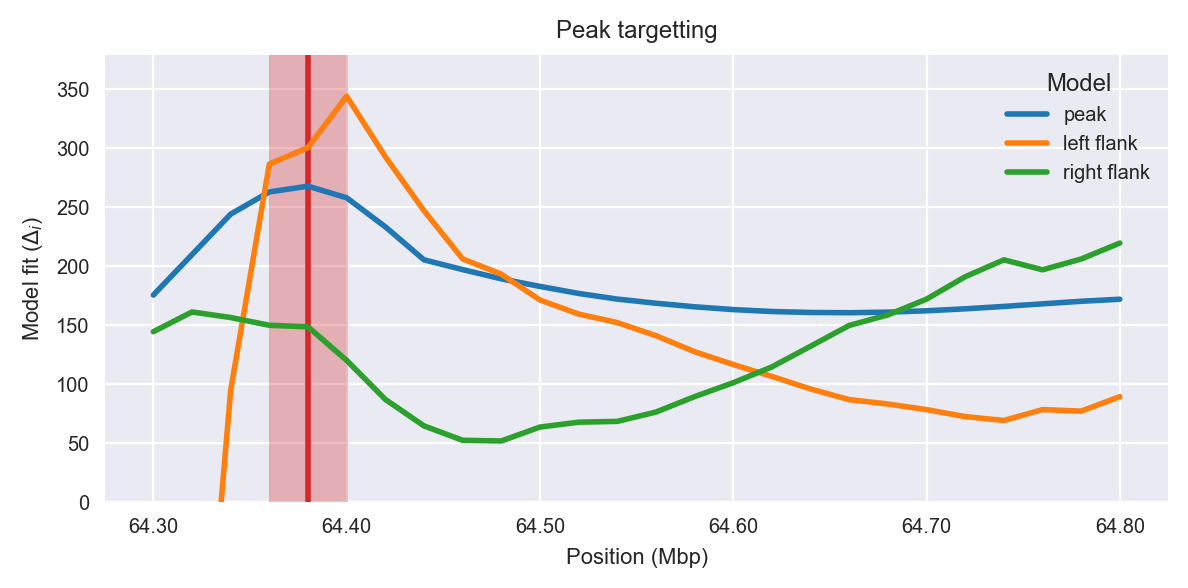 Peak targetting
Model fit (Δᵢ)
350
300
250
200
150
100
50
0
Model
peak
left flank
right flank
64.30 64.40 64.50 64.60 64.70 64.80
Position (Mbp)